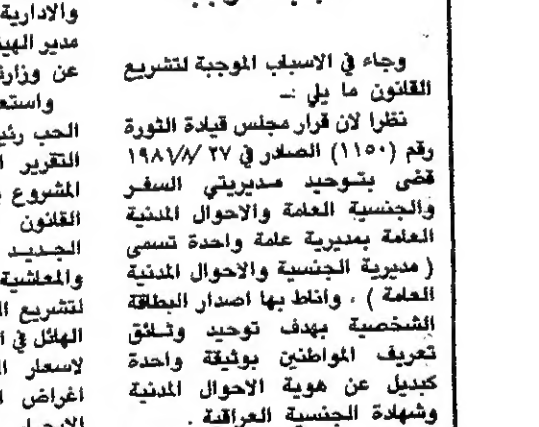 وجاء في الاسباب الموجبة لتشريع
القانون ما يلي :ـ
نظرا لان قرار مجلس قيادة الثورة
رقم (١١٥٠) الصادر في ٢٧ /٨/ ١٩٨١
قضى بتوحيد مديريتي السفر
والجنسية العامة والاحوال المدنية
العامة بمديرية عامة واحدة تسمى
( مديرية الجنسية والاحوال المدنية
العامة ) ، واناط بها اصدار البطاقة
الشخصية بهدف توحيد وثائق
تعريف المواطنين بوثيقة واحدة
كبديل عن هوية الاحوال المدنية
وشهادة الجنسية العراقية .
والادارية
مدير الهي
عن وزارة
واستع
الحب رئي
التقرير ا
المشروع ب
القانون
الجديد
والمعاشية
لتشريع ال
الهائل في ا
لاسعار ال
اغراض ا